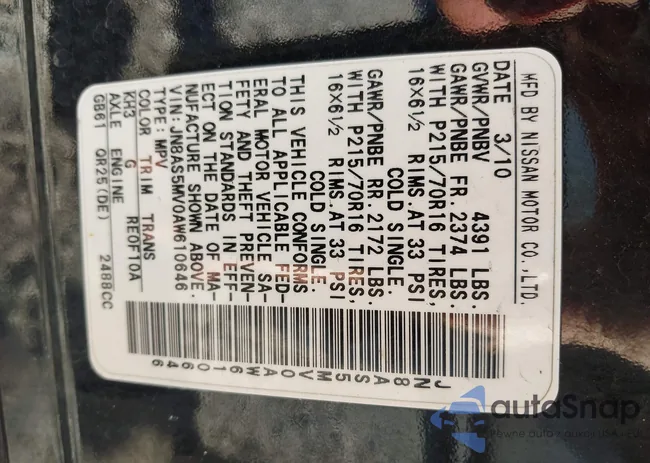 MFD BY NISSAN MOTOR CO.,LTD.
DATE 3/10
GVWR/PNBV 4391 LBS.
GAWR/PNBE FR. 2374 LBS.
WITH P215/70R16 TIRES,
16X6½ RIMS.AT 33 PSI
COLD SINGLE.
GAWR/PNBE RR. 2172 LBS.
WITH P215/70R16 TIRES,
16X6½ RIMS.AT 33 PSI
COLD SINGLE.
THIS VEHICLE CONFORMS
TO ALL APPLICABLE FED-
ERAL MOTOR VEHICLE SA-
FETY AND THEFT PREVEN-
TION STANDARDS IN EFF-
ECT ON THE DATE OF MA-
NUFACTURE SHOWN ABOVE.
VIN:JN8AS5MV0AW610646
TYPE:MPV
COLOR TRIM TRANS
KH3 G RE0F10A
AXLE ENGINE
GB61 QR25(DE) 2488CC
JN8AS5MV0AW610646
autoSnap